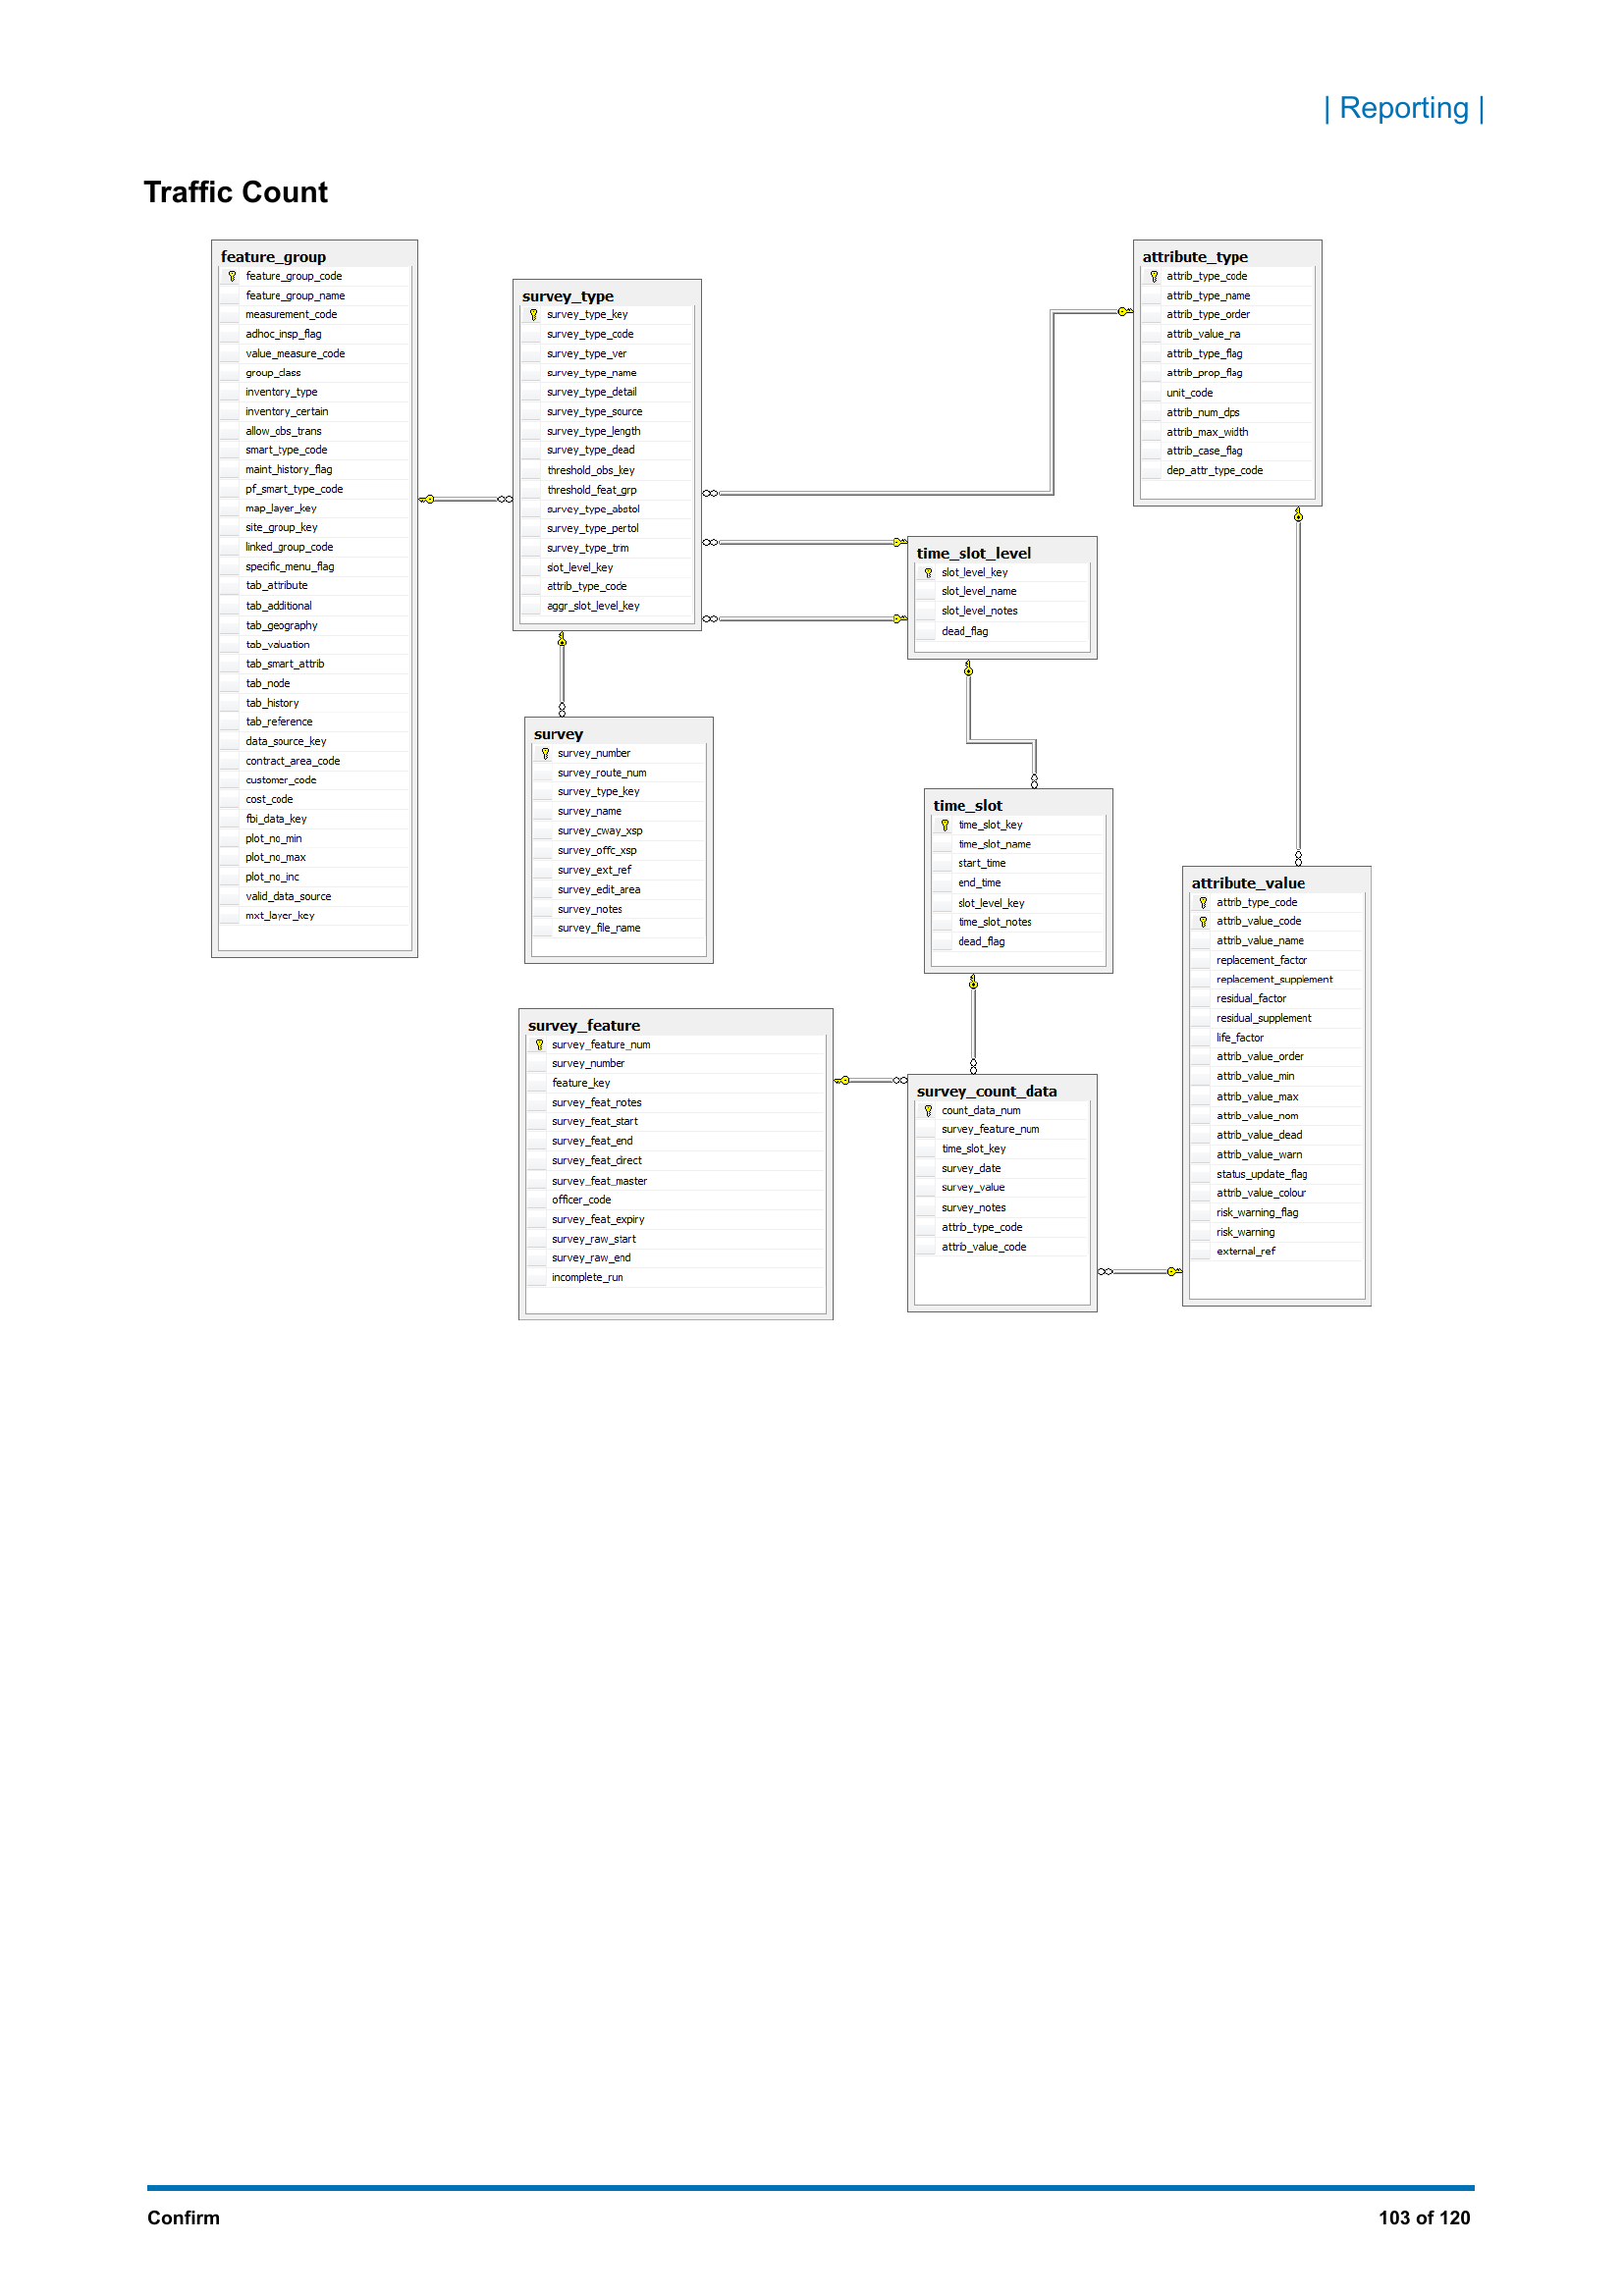 | Reporting |
Traffic Count
feature_group
feature_group_code
feature_group_name
measurement_code
adhoc_insp_flag
value_measure_code
group_class
inventory_type
inventory_certain
allow_obs_trans
smart_type_code
maint_history_flag
pf_smart_type_code
map_layer_key
site_group_key
linked_group_code
specific_menu_flag
tab_attribute
tab_additional
tab_geography
tab_valuation
tab_smart_attrib
tab_node
tab_history
tab_reference
data_source_key
contract_area_code
customer_code
cost_code
fbi_data_key
plot_no_min
plot_no_max
plot_no_inc
valid_data_source
mxt_layer_key
survey_type
survey_type_key
survey_type_code
survey_type_ver
survey_type_name
survey_type_detail
survey_type_source
survey_type_length
survey_type_dead
threshold_obs_key
threshold_feat_grp
survey_type_abstol
survey_type_pertol
survey_type_trim
slot_level_key
attrib_type_code
aggr_slot_level_key
attribute_type
attrib_type_code
attrib_type_name
attrib_type_order
attrib_value_na
attrib_type_flag
attrib_prop_flag
unit_code
attrib_num_dps
attrib_max_width
attrib_case_flag
dep_attr_type_code
time_slot_level
slot_level_key
slot_level_name
slot_level_notes
dead_flag
survey
survey_number
survey_route_num
survey_type_key
survey_name
survey_cway_xsp
survey_offc_xsp
survey_ext_ref
survey_edit_area
survey_notes
survey_file_name
time_slot
time_slot_key
time_slot_name
start_time
end_time
slot_level_key
time_slot_notes
dead_flag
attribute_value
attrib_type_code
attrib_value_code
attrib_value_name
replacement_factor
replacement_supplement
residual_factor
residual_supplement
life_factor
attrib_value_order
attrib_value_min
attrib_value_max
attrib_value_nom
attrib_value_dead
attrib_value_warn
status_update_flag
attrib_value_colour
risk_warning_flag
risk_warning
external_ref
survey_feature
survey_feature_num
survey_number
feature_key
survey_feat_notes
survey_feat_start
survey_feat_end
survey_feat_direct
survey_feat_master
officer_code
survey_feat_expiry
survey_raw_start
survey_raw_end
incomplete_run
survey_count_data
count_data_num
survey_feature_num
time_slot_key
survey_date
survey_value
survey_notes
attrib_type_code
attrib_value_code
Confirm
103 of 120